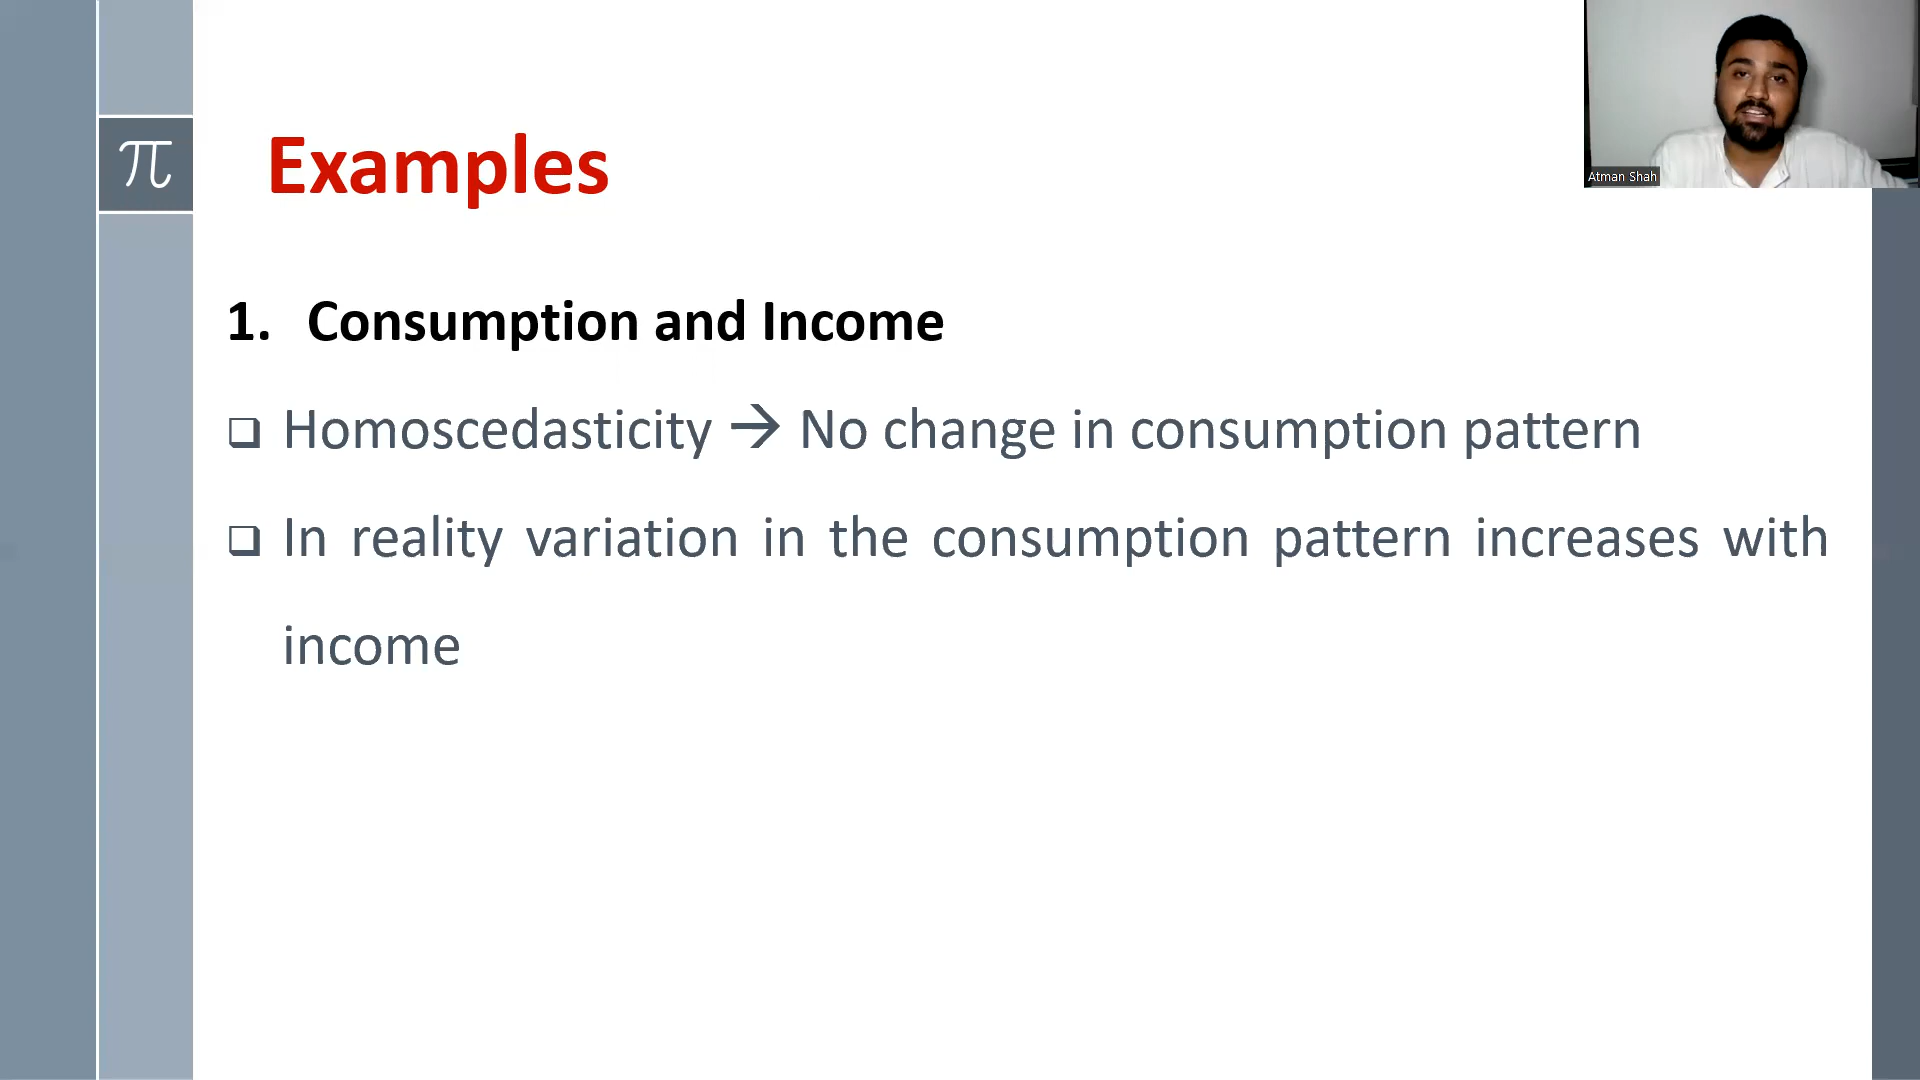 π
Examples
Atman Shah
1. Consumption and Income
❑ Homoscedasticity → No change in consumption pattern
❑ In reality variation in the consumption pattern increases with
income